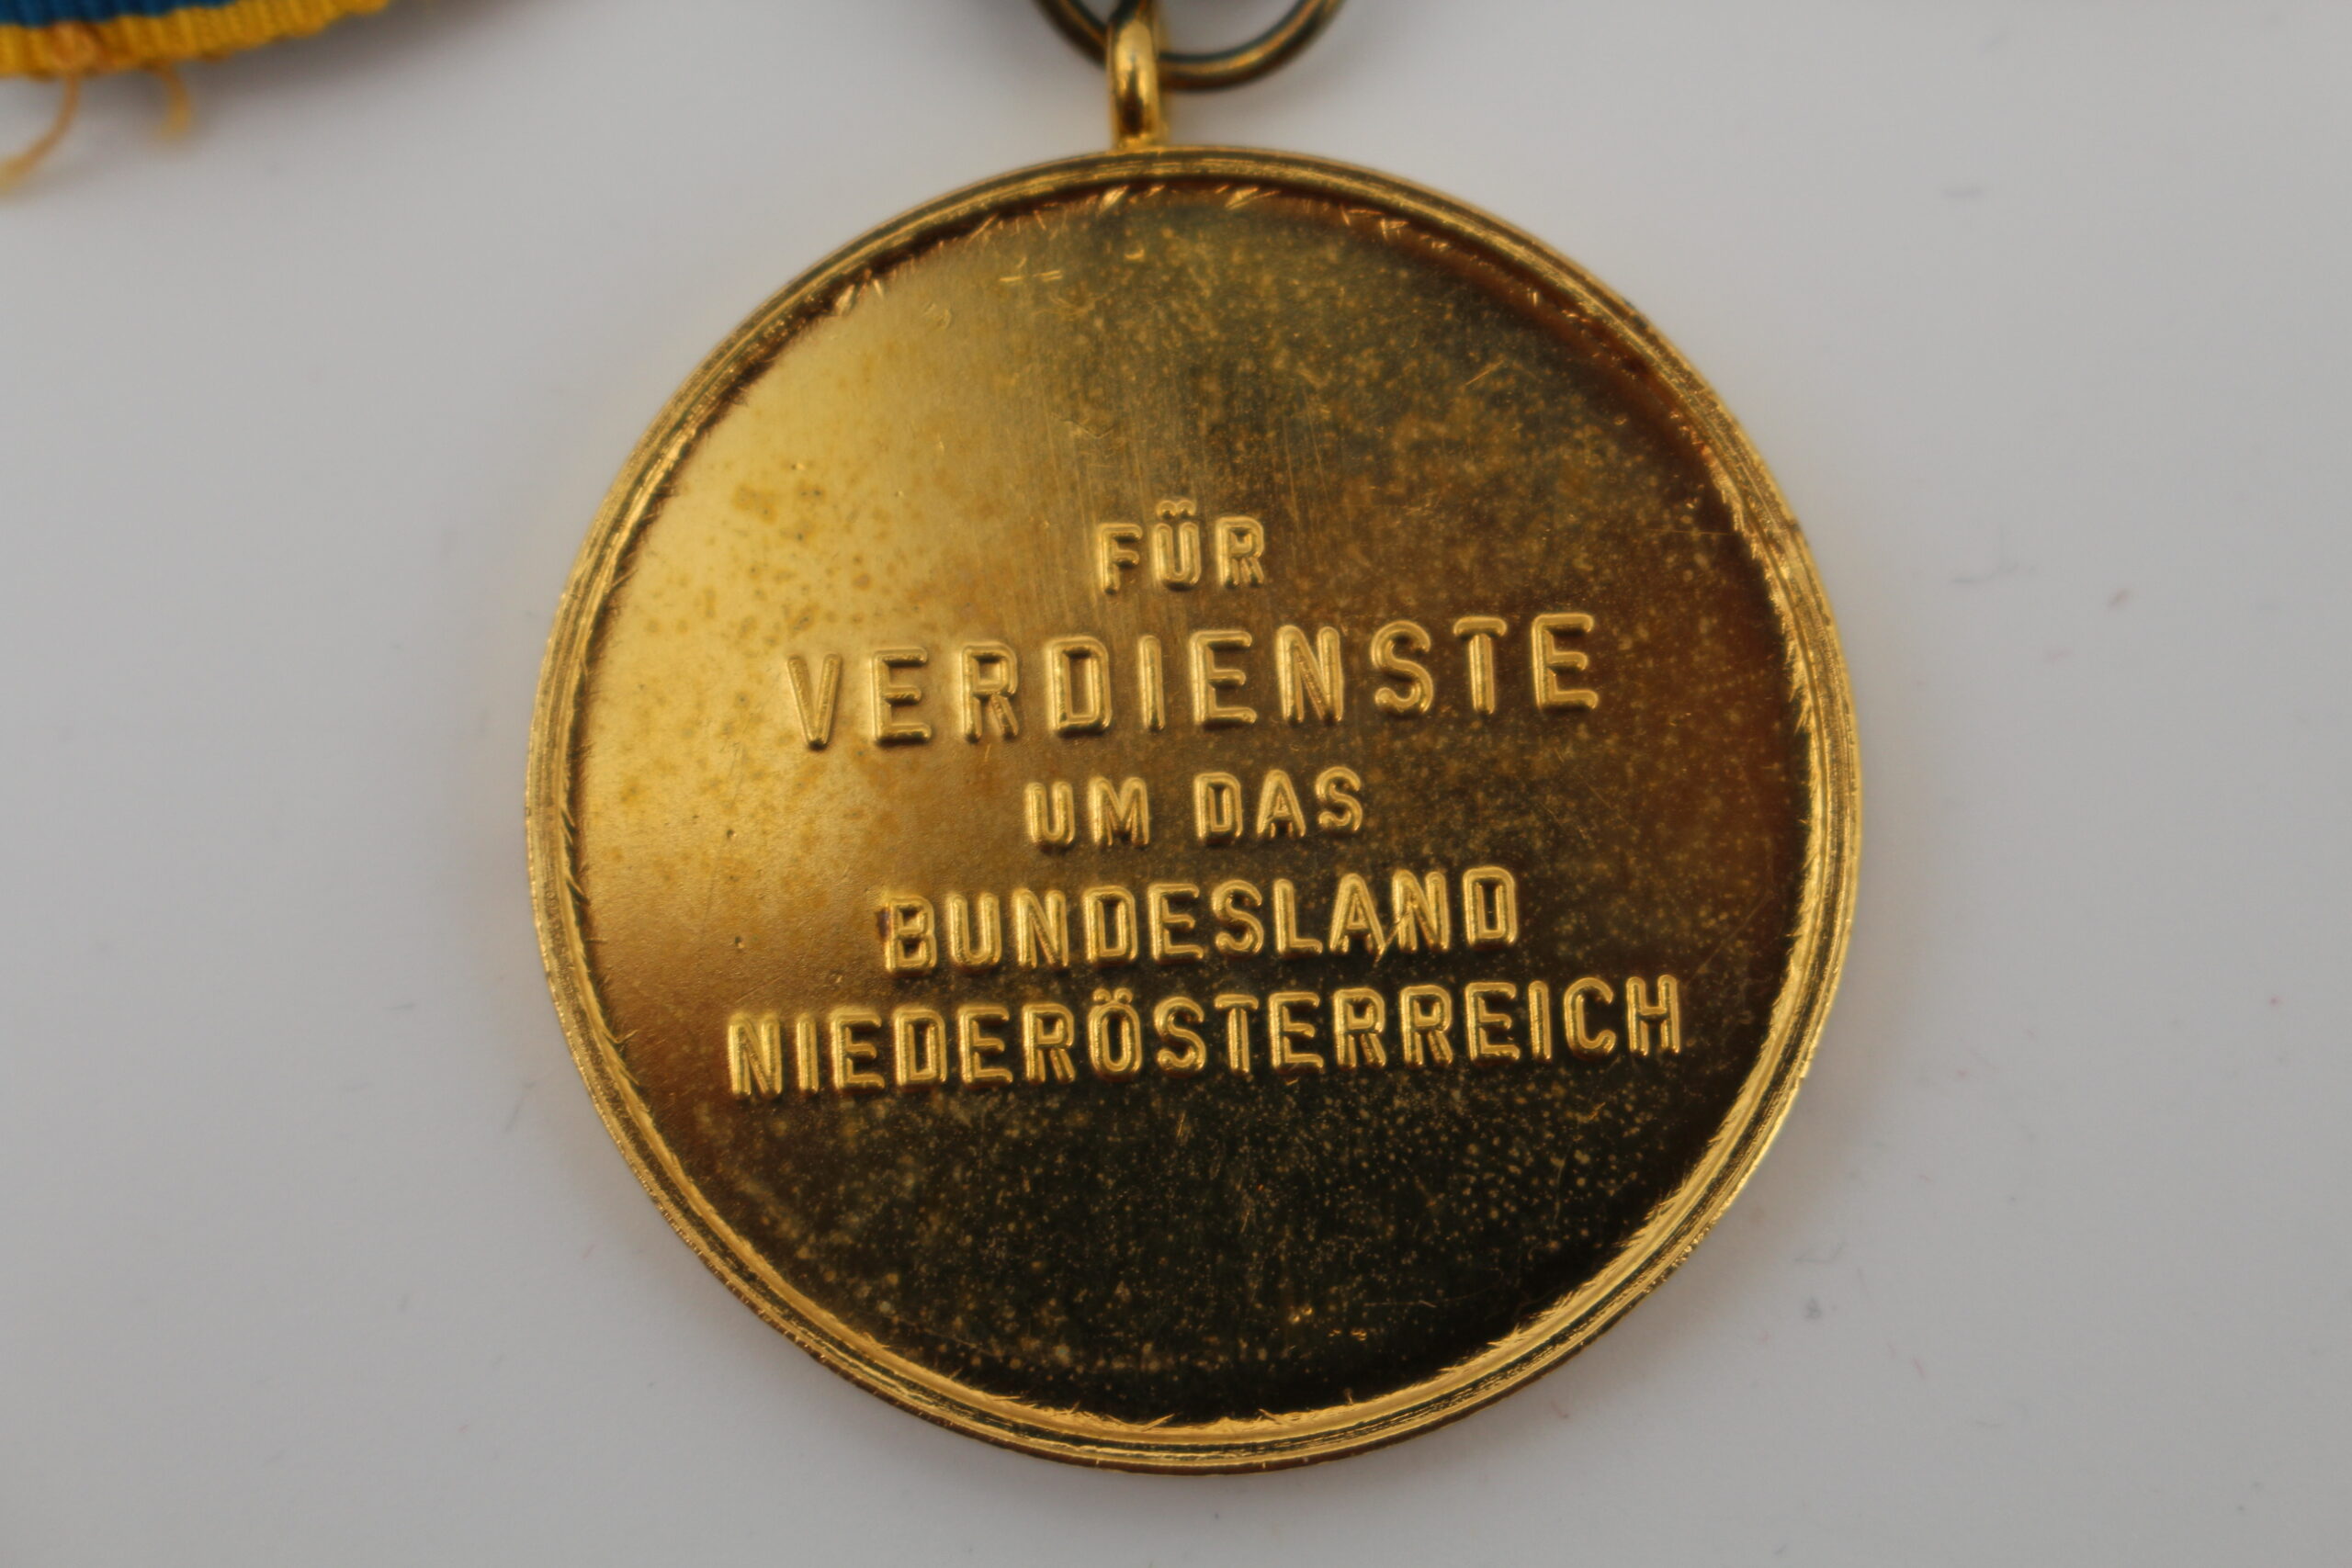 FÜR
VERDIENSTE
UM DAS
BUNDESLAND
NIEDERÖSTERREICH